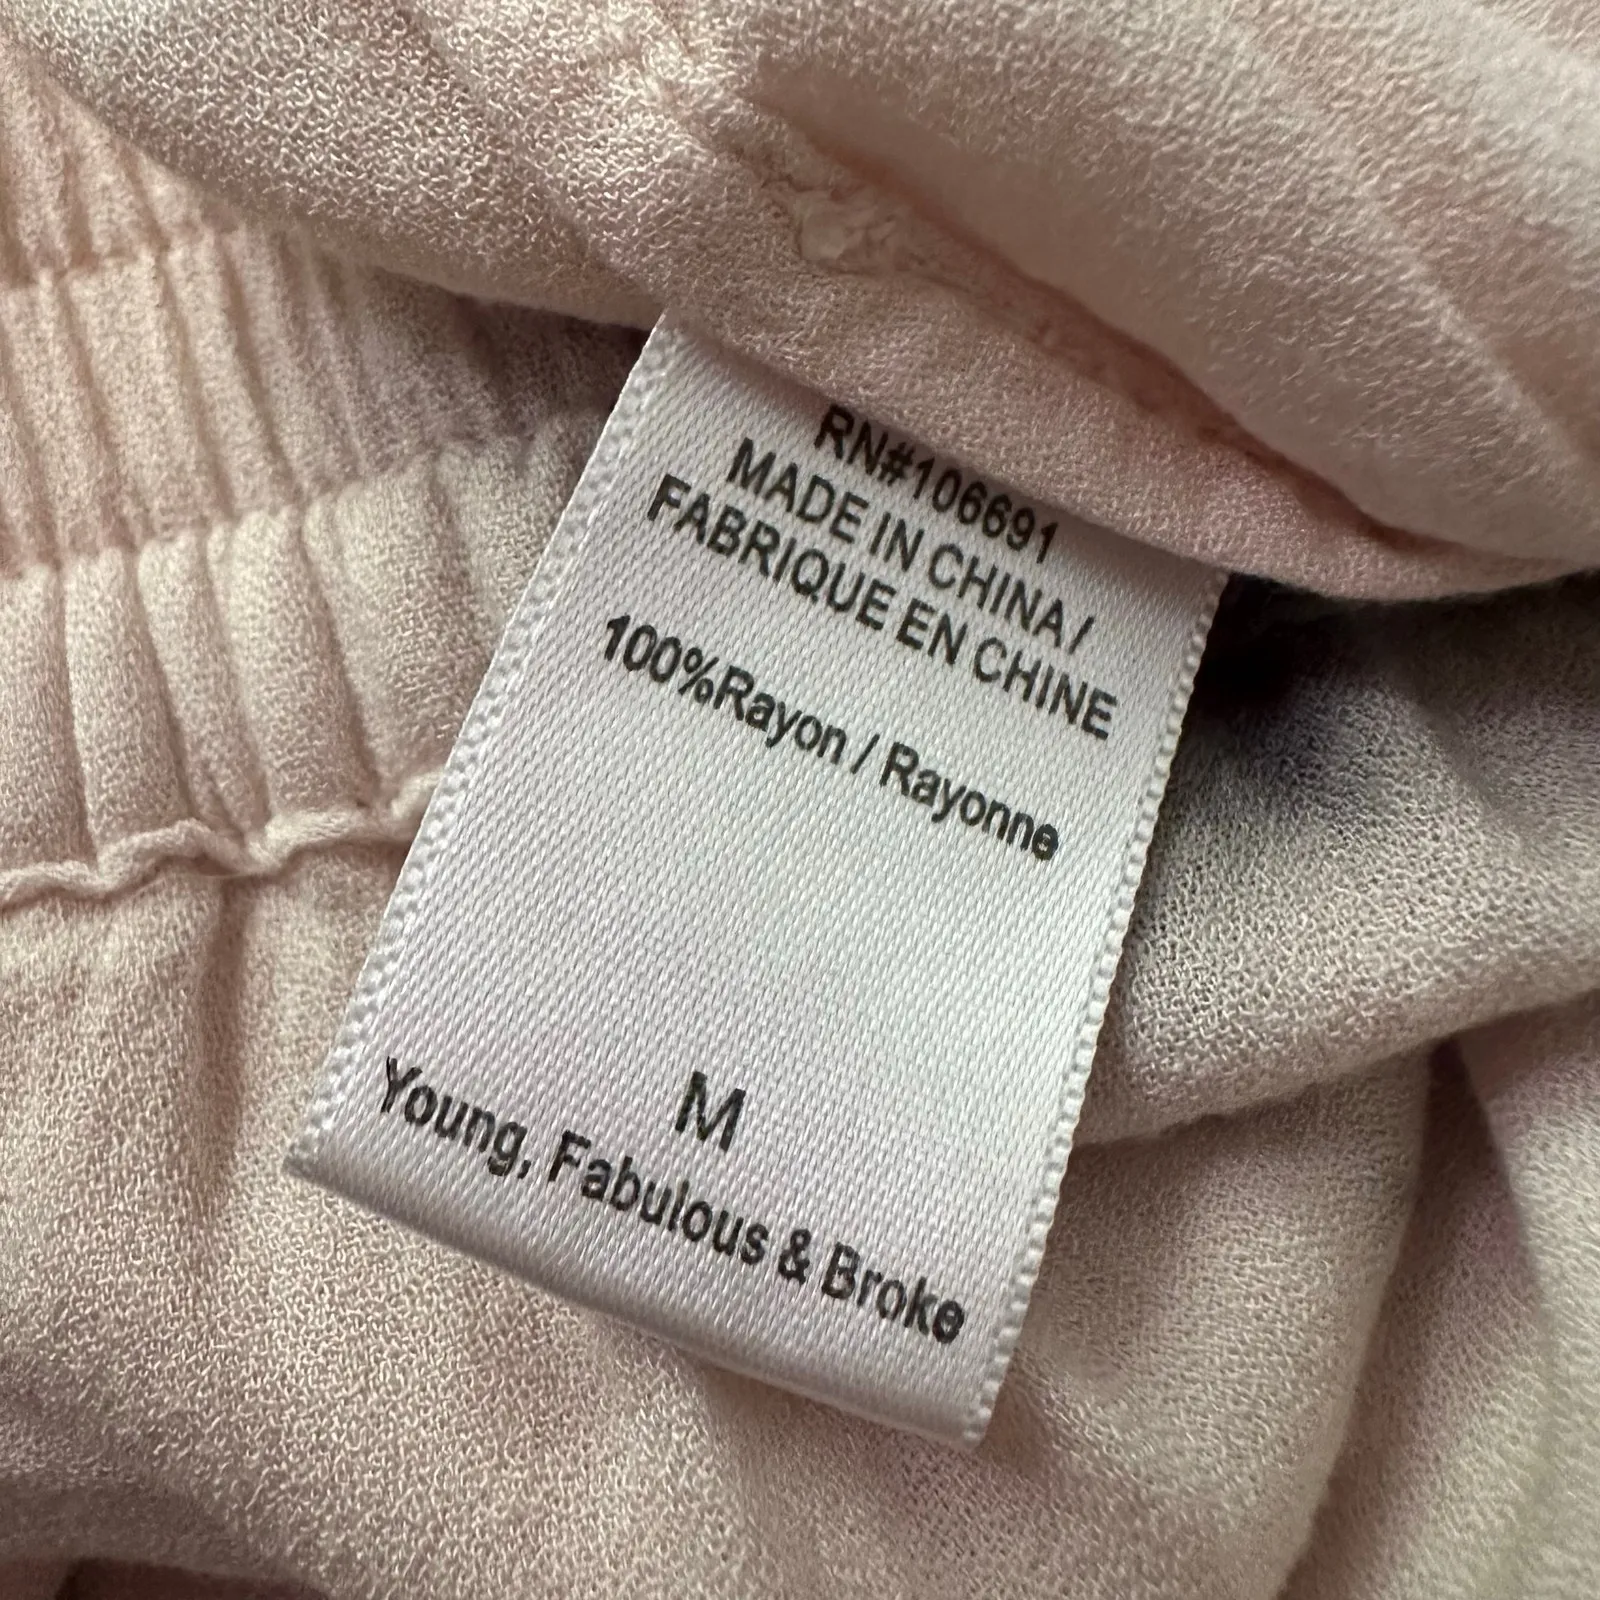 RN#106691
MADE IN CHINA /
FABRIQUE EN CHINE
100%Rayon / Rayonne
M
Young, Fabulous & Broke